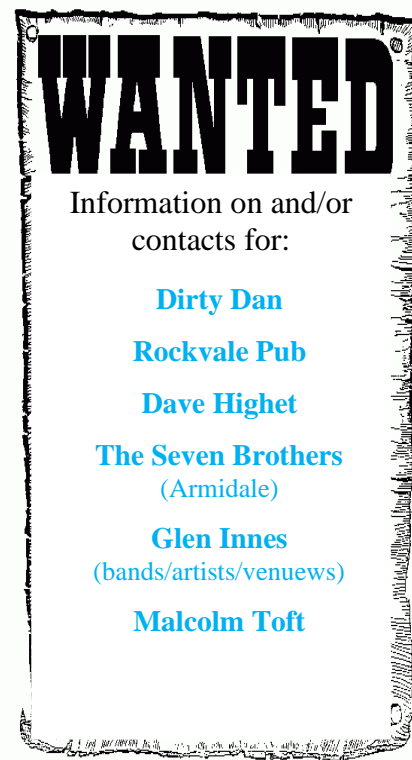 WANTED
Information on and/or
contacts for:
Dirty Dan
Rockvale Pub
Dave Highet
The Seven Brothers
(Armidale)
Glen Innes
(bands/artists/venuews)
Malcolm Toft